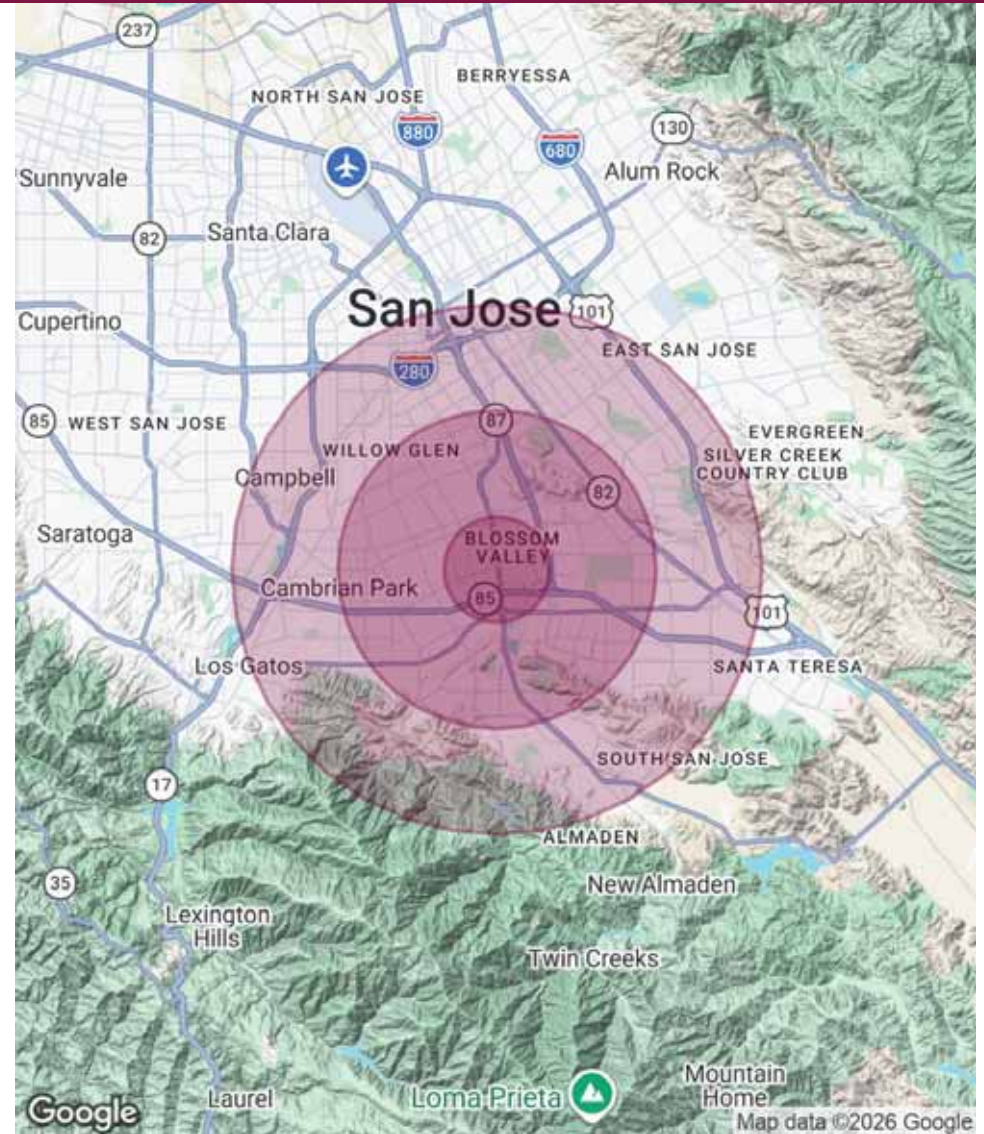 237
BERRYESSA
NORTH SAN JOSE
880
130
680
Alum Rock
Sunnyvale
82
Santa Clara
San Jose
101
Cupertino
EAST SAN JOSE
280
85
WEST SAN JOSE
87
EVERGREEN
WILLOW GLEN
SILVER CREEK
COUNTRY CLUB
Campbell
82
Saratoga
BLOSSOM
VALLEY
Cambrian Park
85
101
Los Gatos
SANTA TERESA
SOUTH SAN JOSE
17
ALMADEN
35
New Almaden
Lexington
Hills
Twin Creeks
Mountain
Home
Laurel
Loma Prieta
Google
Map data ©2026 Google